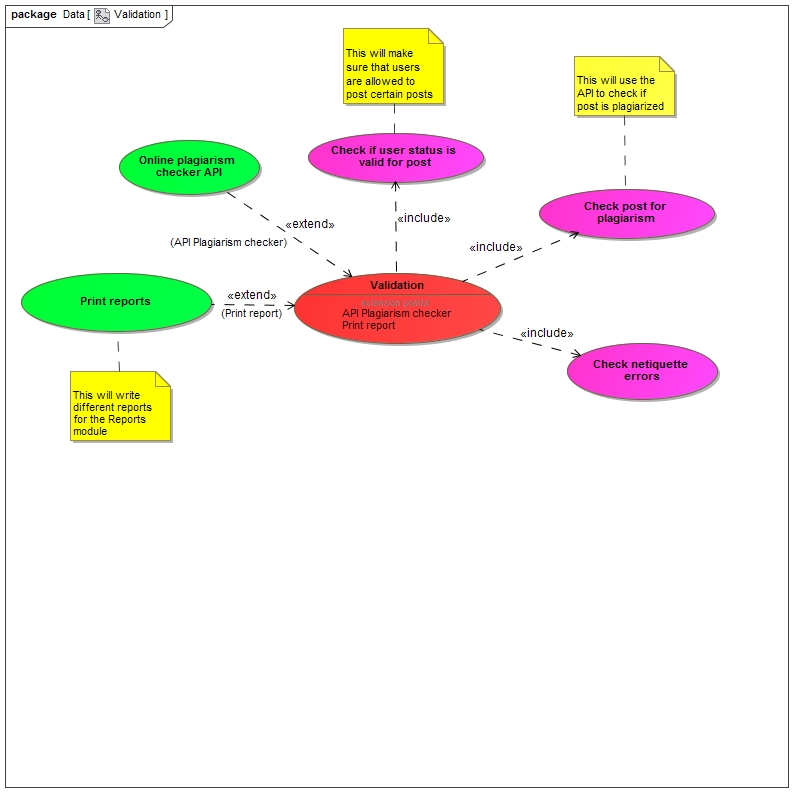 package Data [ Validation ]
This will make
sure that users
are allowed to
post certain posts
This will use the
API to check if
post is plagiarized
Online plagiarism
checker API
Check if user status is
valid for post
Check post for
plagiarism
«extend»
(API Plagiarism checker)
«include»
«include»
Print reports
«extend»
(Print report)
Validation
extension points
API Plagiarism checker
Print report
«include»
Check netiquette
errors
This will write
different reports
for the Reports
module